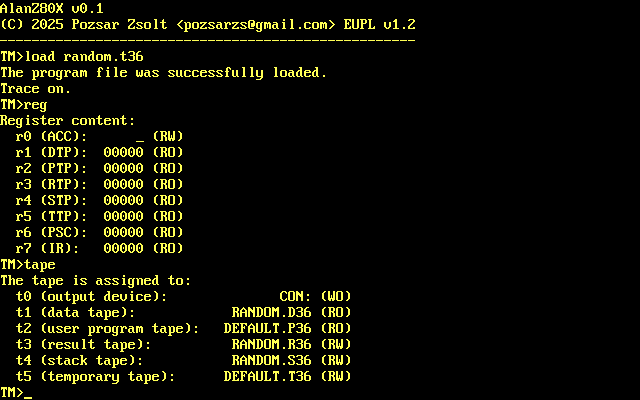 AlanZ80X v0.1
(C) 2025 Pozsar Zsolt <pozsarzs@gmail.com> EUPL v1.2
----------------------------------------------------
TM>load random.t36
The program file was successfully loaded.
Trace on.
TM>reg
Register content:
  r0 (ACC):      _ (RW)
  r1 (DTP):  00000 (RO)
  r2 (PTP):  00000 (RO)
  r3 (RTP):  00000 (RO)
  r4 (STP):  00000 (RO)
  r5 (TTP):  00000 (RO)
  r6 (PSC):  00000 (RO)
  r7 (IR):   00000 (RO)
TM>tape
The tape is assigned to:
  t0 (output device):              CON: (WO)
  t1 (data tape):            RANDOM.D36 (RO)
  t2 (user program tape):   DEFAULT.P36 (RO)
  t3 (result tape):          RANDOM.R36 (RW)
  t4 (stack tape):           RANDOM.S36 (RW)
  t5 (temporary tape):      DEFAULT.T36 (RW)
TM>_